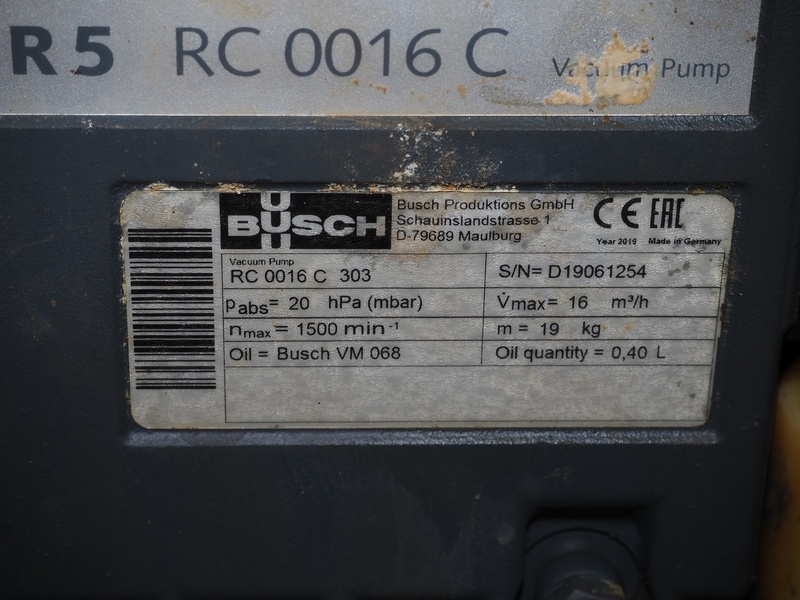 R 5 RC 0016 C Vacuum Pump
BUSCH
Busch Produktions GmbH
Schauinslandstrasse 1
D-79689 Maulburg
CE EAC
Year 2019 Made in Germany
Vacuum Pump
RC 0016 C 303
S/N= D19061254
pabs= 20 hPa (mbar)
V̇max= 16 m³/h
nmax= 1500 min⁻¹
m = 19 kg
Oil = Busch VM 068
Oil quantity = 0,40 L